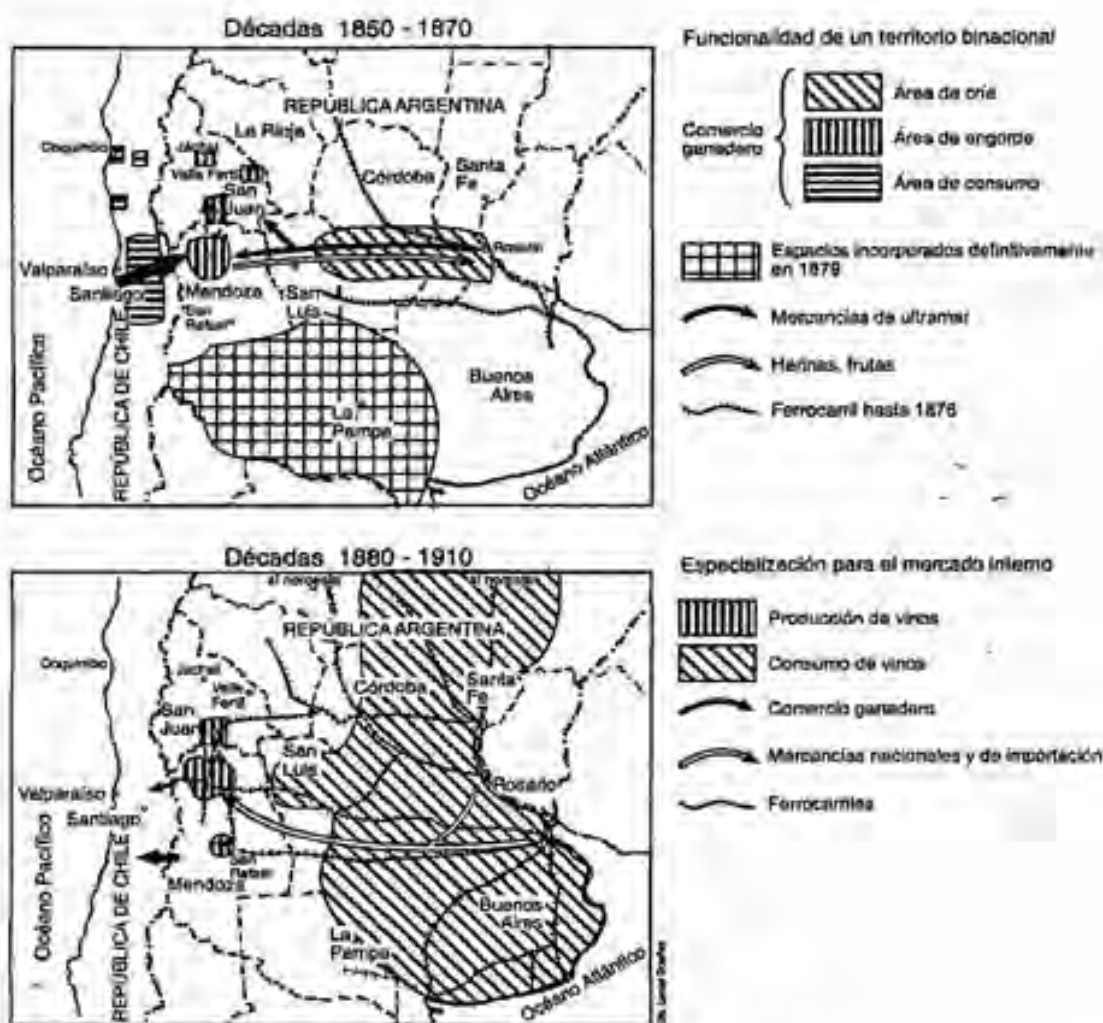 Décadas 1850 - 1870
REPÚBLICA ARGENTINA
La Rioja
Coquimbo
Jáchal
Valle Fertil
San Juan
Córdoba
Santa Fe
Rosario
Valparaíso
Santiago
Mendoza
"San Rafael"
San Luis
Buenos Aires
La Pampa
Océano Pacífico
REPÚBLICA DE CHILE
Océano Atlántico
Funcionalidad de un territorio binacional
Comercio ganadero
Área de cría
Área de engorde
Área de consumo
Espacios incorporados definitivamente en 1879
Mercancías de ultramar
Harinas, frutas
Ferrocarril hasta 1876
Décadas 1880 - 1910
al noroeste
al noroeste
REPÚBLICA ARGENTINA
Coquimbo
Jáchal
Valle Fertil
San Juan
Córdoba
Santa Fe
San Luis
Rosario
Valparaíso
Santiago
San Rafael
Mendoza
Buenos Aires
La Pampa
Océano Pacífico
REPÚBLICA DE CHILE
Océano Atlántico
Especialización para el mercado interno
Producción de vinos
Consumo de vinos
Comercio ganadero
Mercancías nacionales y de importación
Ferrocarriles